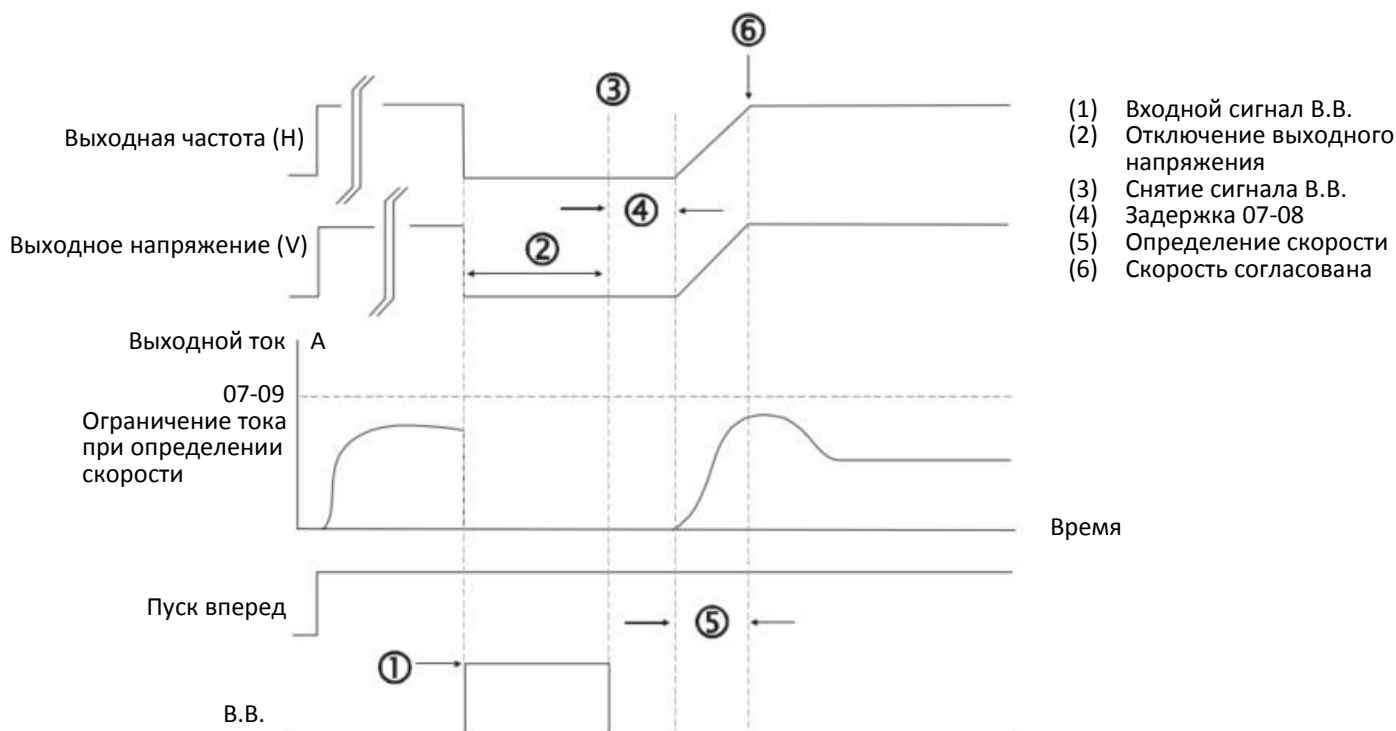 ⑥
③
Выходная частота (H)
④
Выходное напряжение (V)
②
Выходной ток A
07-09
Ограничение тока
при определении
скорости
Время
Пуск вперед
⑤
①
B.B.
(1) Входной сигнал B.B.
(2) Отключение выходного
напряжения
(3) Снятие сигнала B.B.
(4) Задержка 07-08
(5) Определение скорости
(6) Скорость согласована